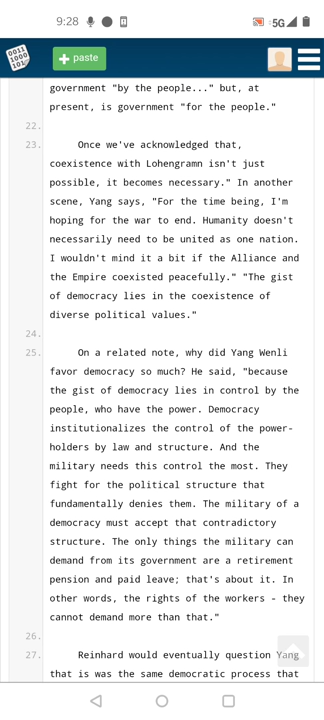 9:28
5G
0011
1000
101
+ paste
government "by the people..." but, at
present, is government "for the people."
22.
23. Once we've acknowledged that,
coexistence with Lohengramn isn't just
possible, it becomes necessary." In another
scene, Yang says, "For the time being, I'm
hoping for the war to end. Humanity doesn't
necessarily need to be united as one nation.
I wouldn't mind it a bit if the Alliance and
the Empire coexisted peacefully." "The gist
of democracy lies in the coexistence of
diverse political values."
24.
25. On a related note, why did Yang Wenli
favor democracy so much? He said, "because
the gist of democracy lies in control by the
people, who have the power. Democracy
institutionalizes the control of the power-
holders by law and structure. And the
military needs this control the most. They
fight for the political structure that
fundamentally denies them. The military of a
democracy must accept that contradictory
structure. The only things the military can
demand from its government are a retirement
pension and paid leave; that's about it. In
other words, the rights of the workers - they
cannot demand more than that."
26.
27. Reinhard would eventually question Yang
that is was the same democratic process that